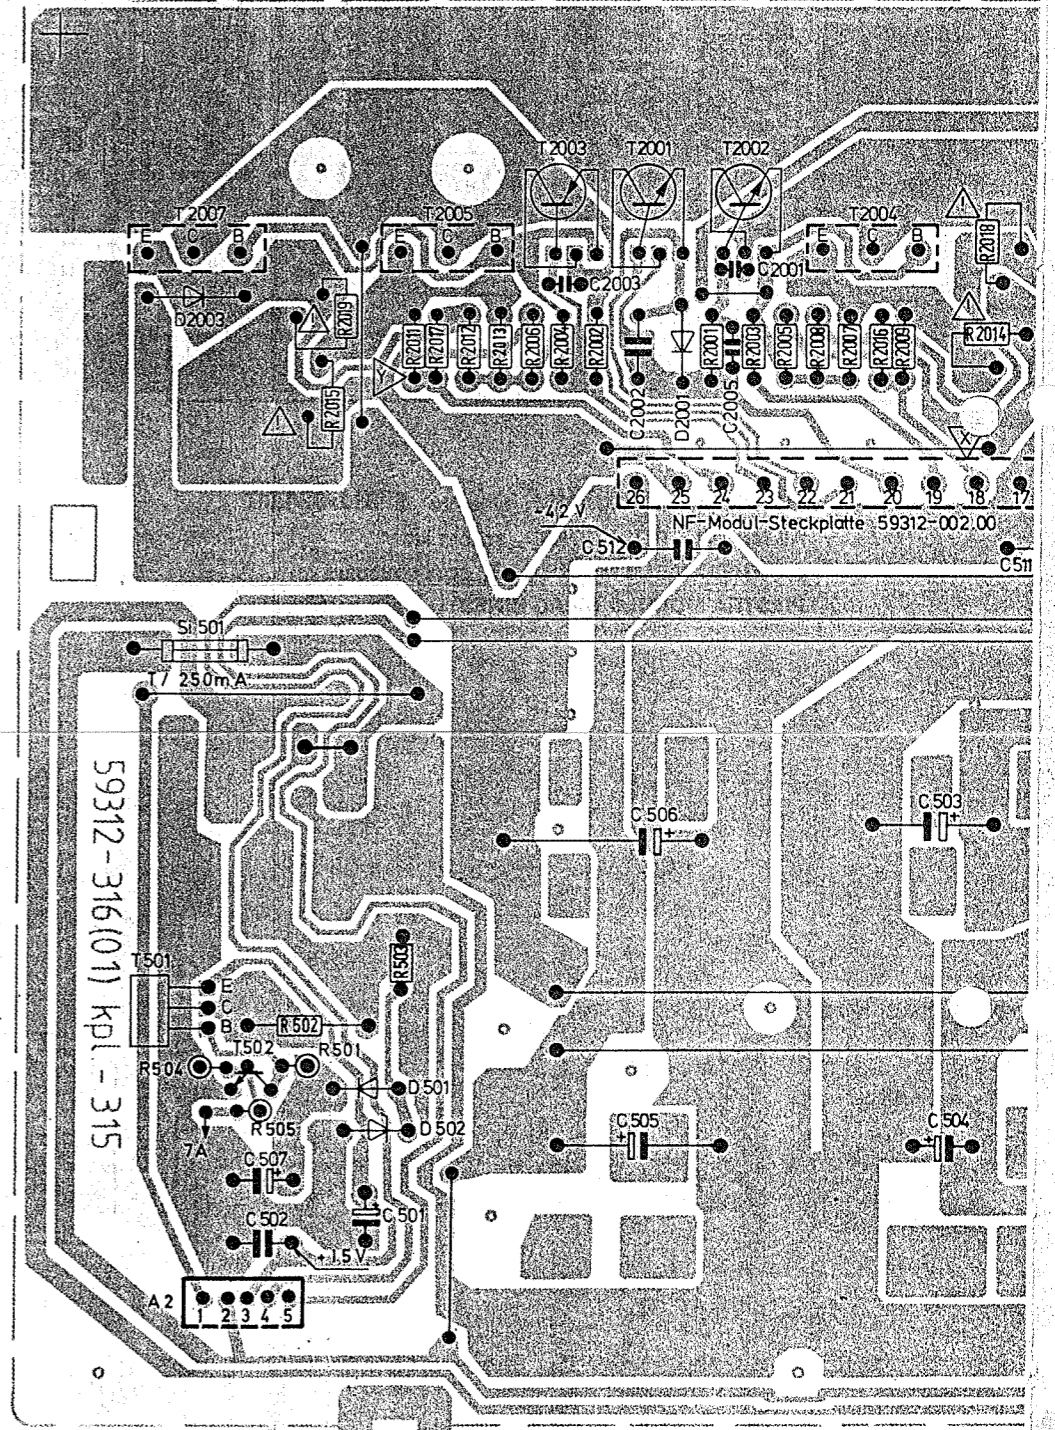 T2003 T2001 T2002
T2007 T2005 T2004
E C B E C B E C B
R2018
D2003
C2003 C2001
R2019
R2011 R2017 R2012 R2013 R2006 R2004 R2002 R2001 R2003 R2005 R2008 R2007 R2016 R2009
R2014
R2015
Y
C2002 D2001 C2005
X
26 25 24 23 22 21 20 19 18 17
-42 V
NF-Modul-Steckplatte 59312-002.00
C512
C511
Si 501
T/ 250mA
59312-316(01) kpl - 315
C506
C503
R503
T501
E
C
B
R502
T502
R501
R504
D501
R505
D502
C505
C504
7A
C507
C501
C502
+15V
A2
1 2 3 4 5